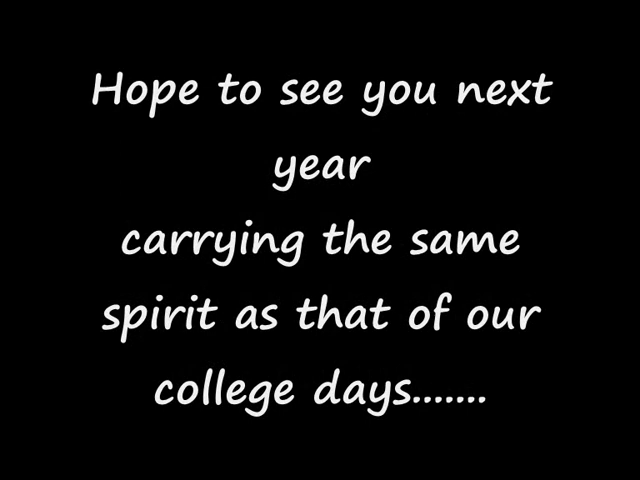 Hope to see you next
year
carrying the same
spirit as that of our
college days.......